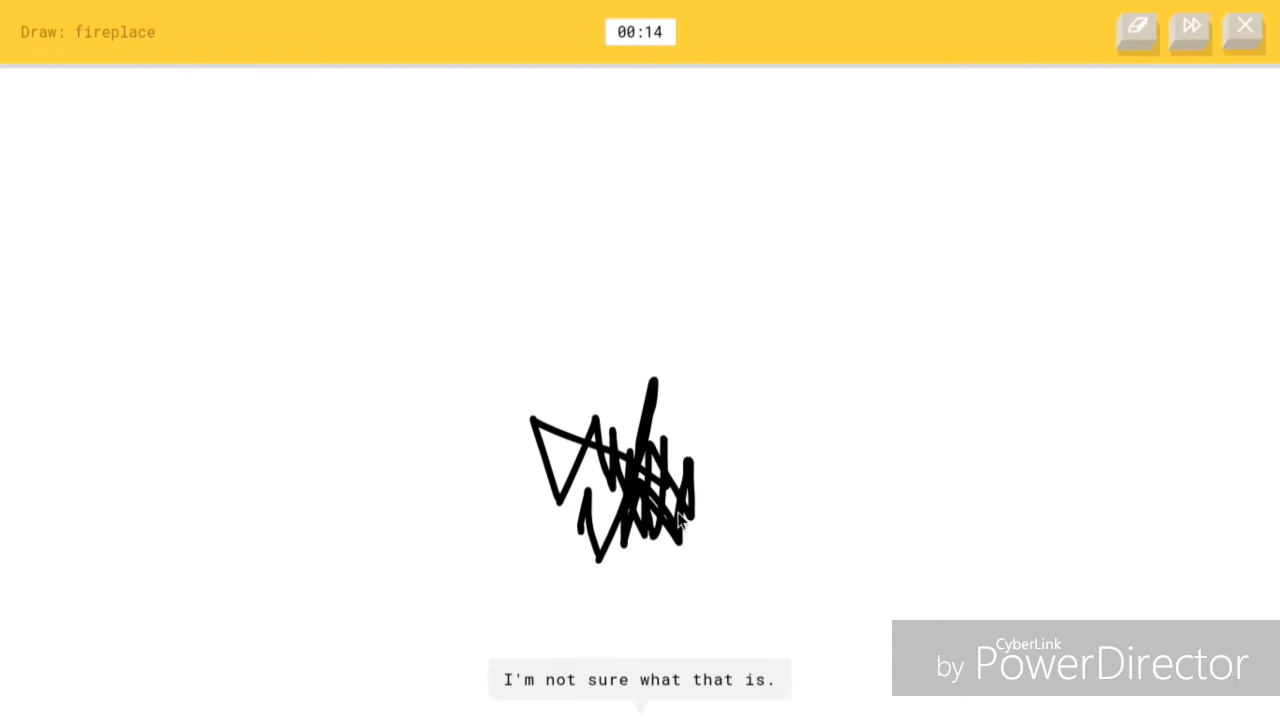 Draw: fireplace
00:14
I'm not sure what that is.
CyberLink
by PowerDirector